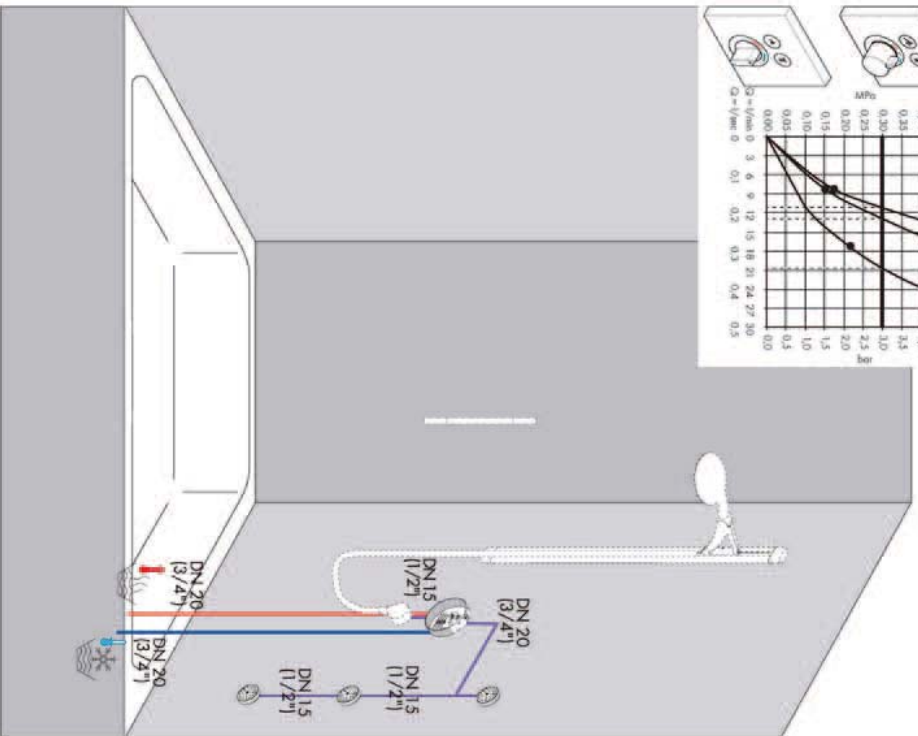 MPa
bar
0,35 3,5
0,30 3,0
0,25 2,5
0,20 2,0
0,15 1,5
0,10 1,0
0,05 0,5
0,00 0,0
Q = l/min 0 3 6 9 12 15 18 21 24 27 30
Q = l/sec 0 0,1 0,2 0,3 0,4 0,5
DN 20
(3/4")
DN 15
(1/2")
DN 15
(1/2")
DN 15
(1/2")
DN 20
(3/4")
DN 20
(3/4")